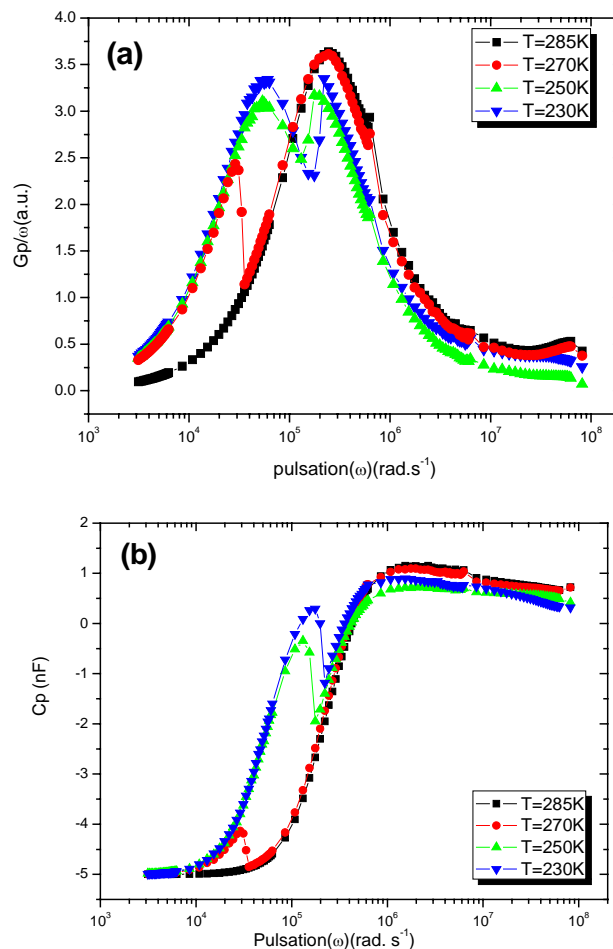 (a)
T=285K
T=270K
T=250K
T=230K
4.0
3.5
3.0
2.5
2.0
1.5
1.0
0.5
0.0
Gp/ω(a.u.)
10³ 10⁴ 10⁵ 10⁶ 10⁷ 10⁸
pulsation(ω)(rad.s⁻¹)
(b)
2
1
0
-1
-2
-3
-4
-5
-6
Cp (nF)
T=285K
T=270K
T=250K
T=230K
10³ 10⁴ 10⁵ 10⁶ 10⁷ 10⁸
Pulsation(ω)(rad. s⁻¹)